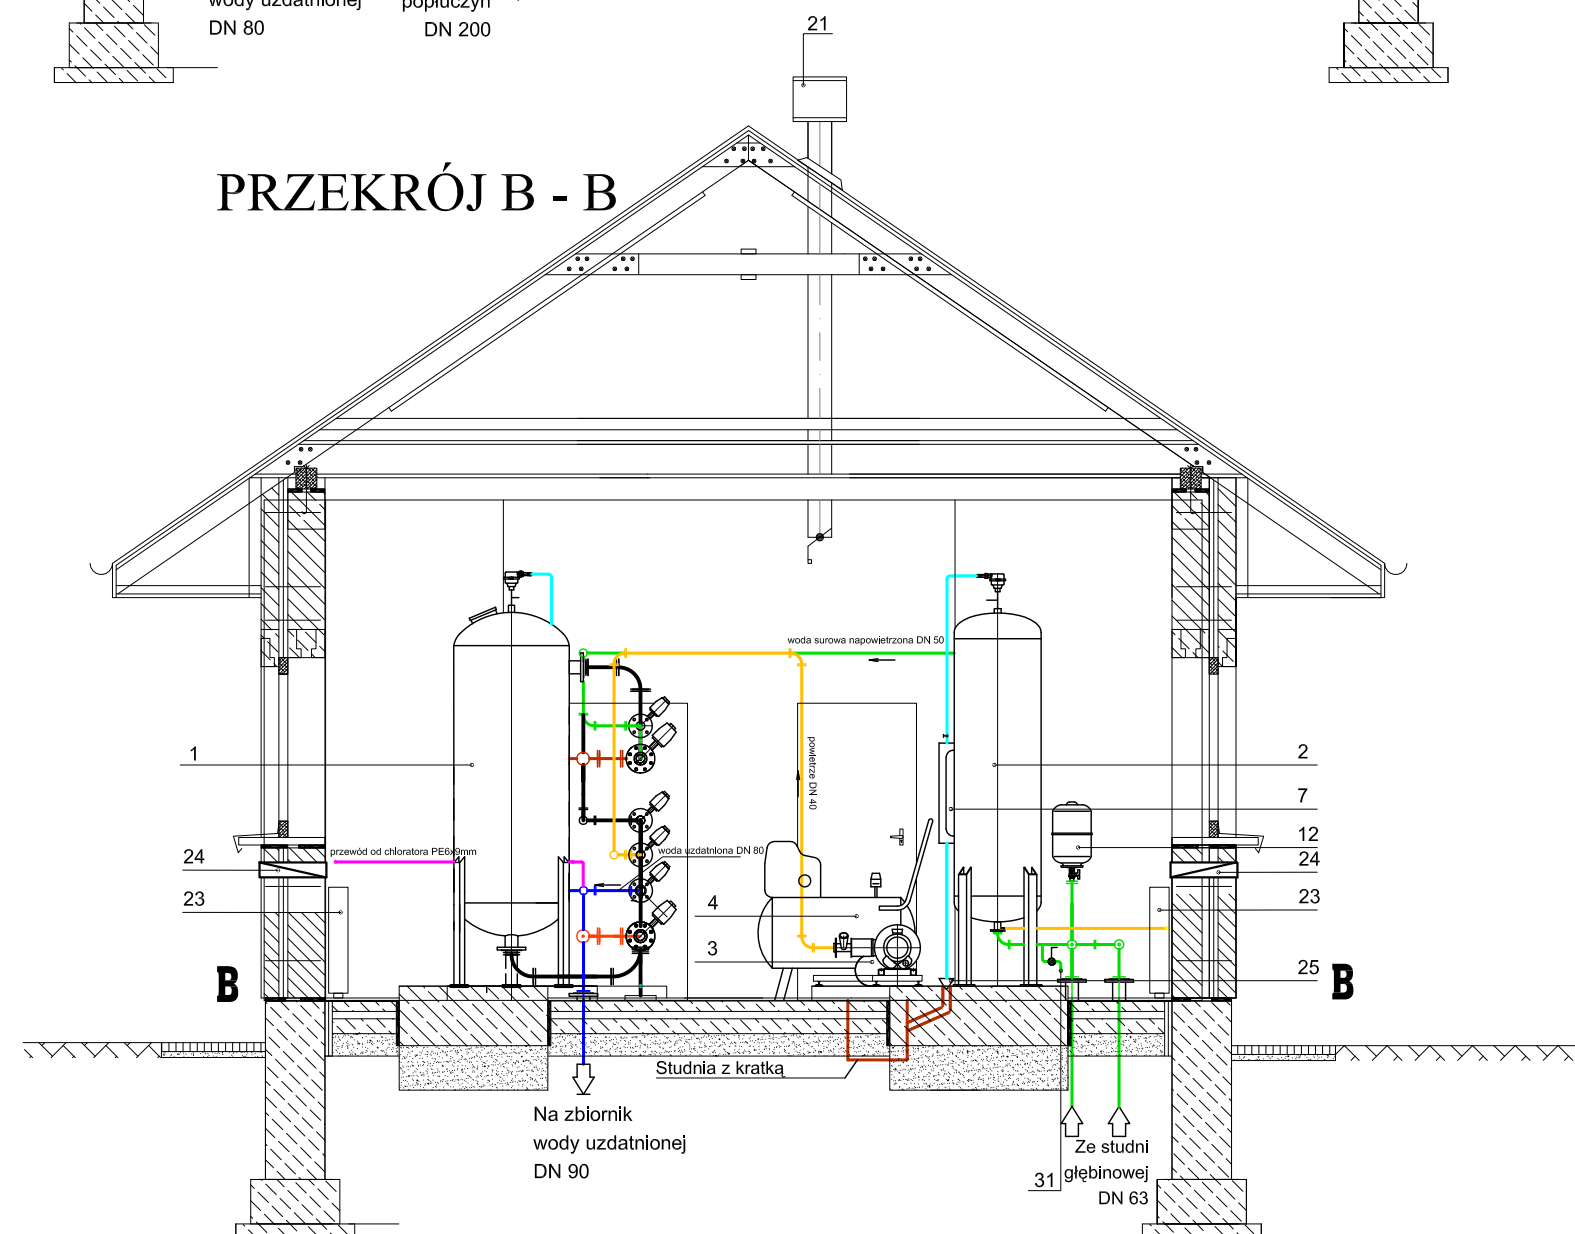 wody uzdatnionej
DN 80
popłuczyn
DN 200
21
PRZEKRÓJ B - B
woda surowa napowietrzona DN 50
powietrze DN 40
1
2
7
12
24
24
przewód od chloratora PE6x9mm
woda uzdatniona DN 80
23
23
4
3
25
B
B
Studnia z kratką
Na zbiornik
wody uzdatnionej
DN 90
Ze studni
głębinowej
DN 63
31